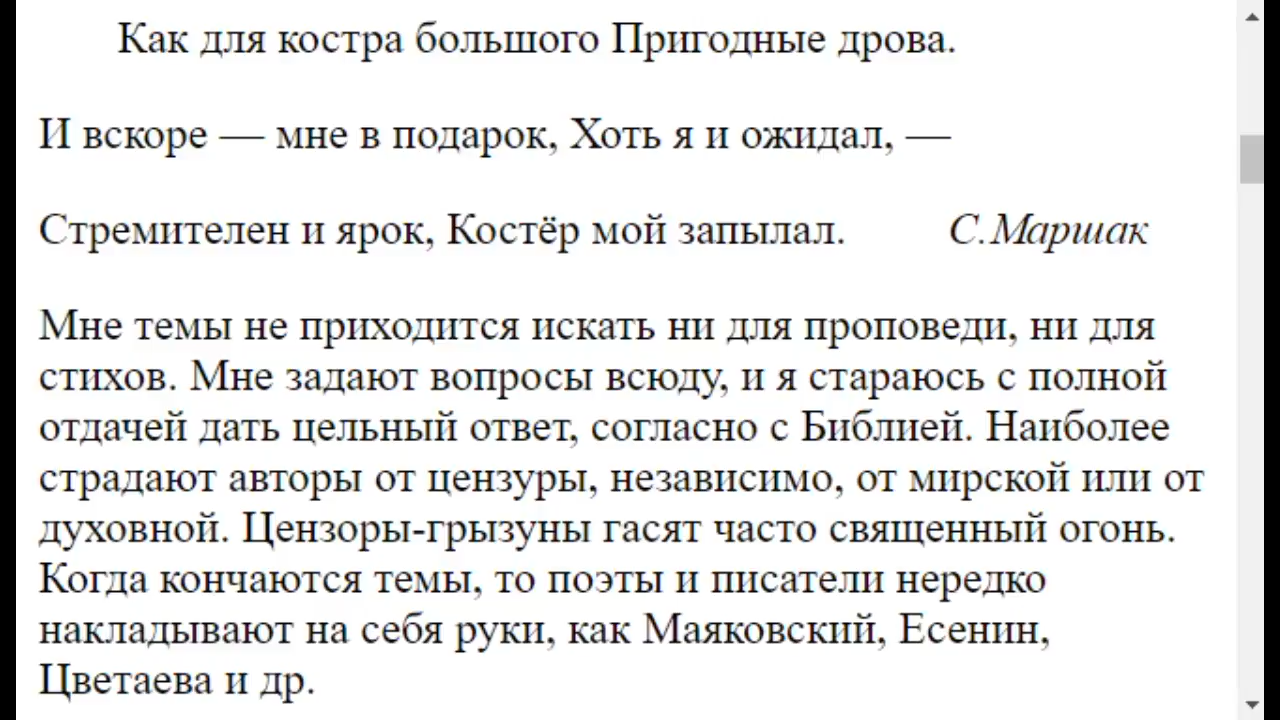 Как для костра большого Пригодные дрова.
И вскоре — мне в подарок, Хоть я и ожидал, —
Стремителен и ярок, Костёр мой запылал. С.Маршак
Мне темы не приходится искать ни для проповеди, ни для
стихов. Мне задают вопросы всюду, и я стараюсь с полной
отдачей дать цельный ответ, согласно с Библией. Наиболее
страдают авторы от цензуры, независимо, от мирской или от
духовной. Цензоры-грызуны гасят часто священный огонь.
Когда кончаются темы, то поэты и писатели нередко
накладывают на себя руки, как Маяковский, Есенин,
Цветаева и др.